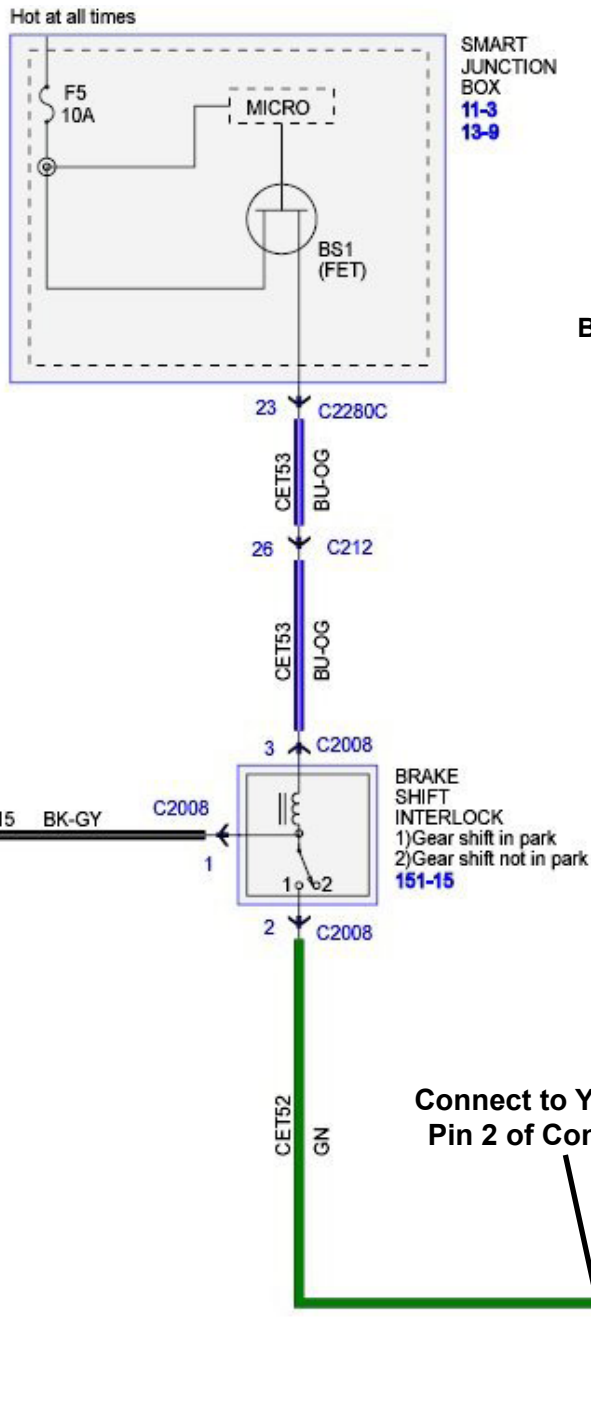 Hot at all times
SMART
JUNCTION
BOX
11-3
13-9
F5
10A
MICRO
BS1
(FET)
B
23 C2280C
CET53 BU-OG
26 C212
CET53 BU-OG
3 C2008
BRAKE
SHIFT
INTERLOCK
1)Gear shift in park
2)Gear shift not in park
151-15
15 BK-GY C2008
1
1 2
2 C2008
Connect to Y
Pin 2 of Con
CET52 GN